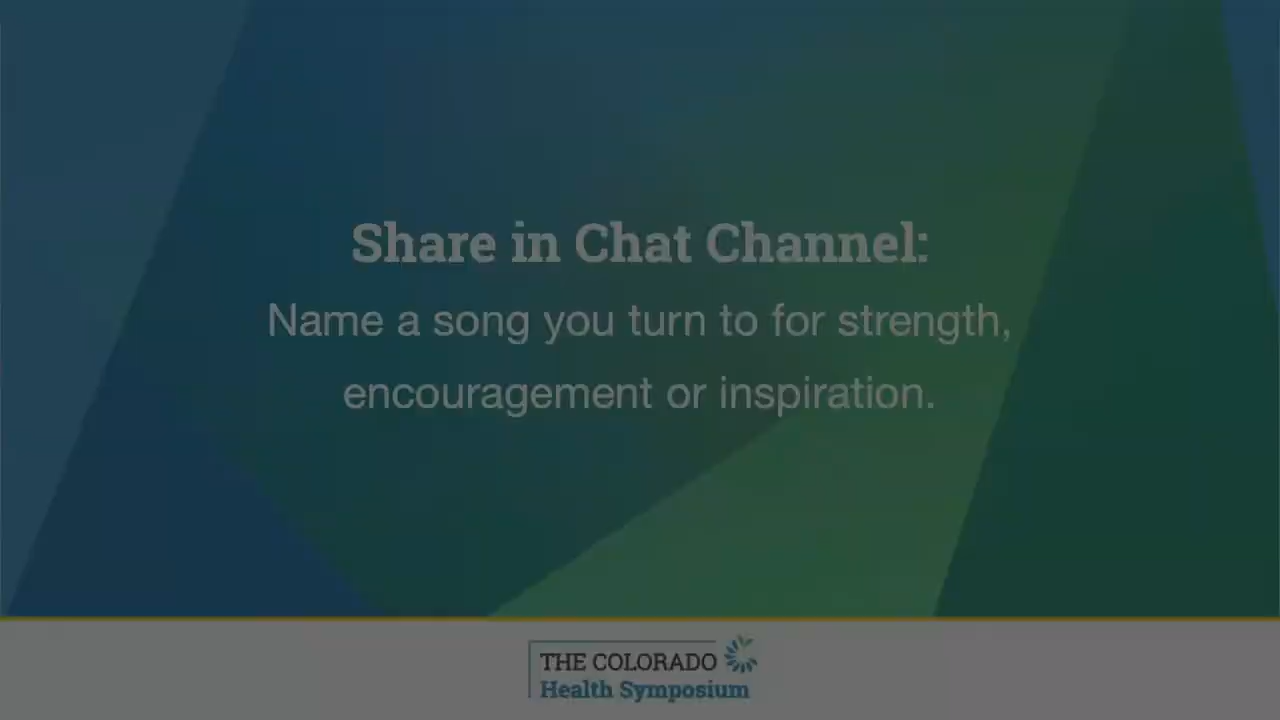 Share in Chat Channel:
Name a song you turn to for strength,
encouragement or inspiration.
THE COLORADO
Health Symposium